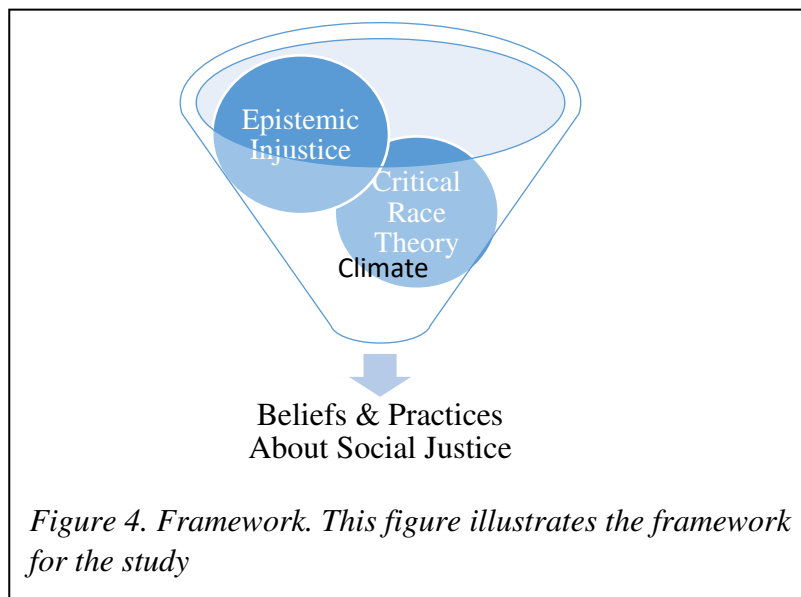 Epistemic
Injustice
Critical
Race
Theory
Climate
Beliefs & Practices
About Social Justice
Figure 4. Framework. This figure illustrates the framework
for the study